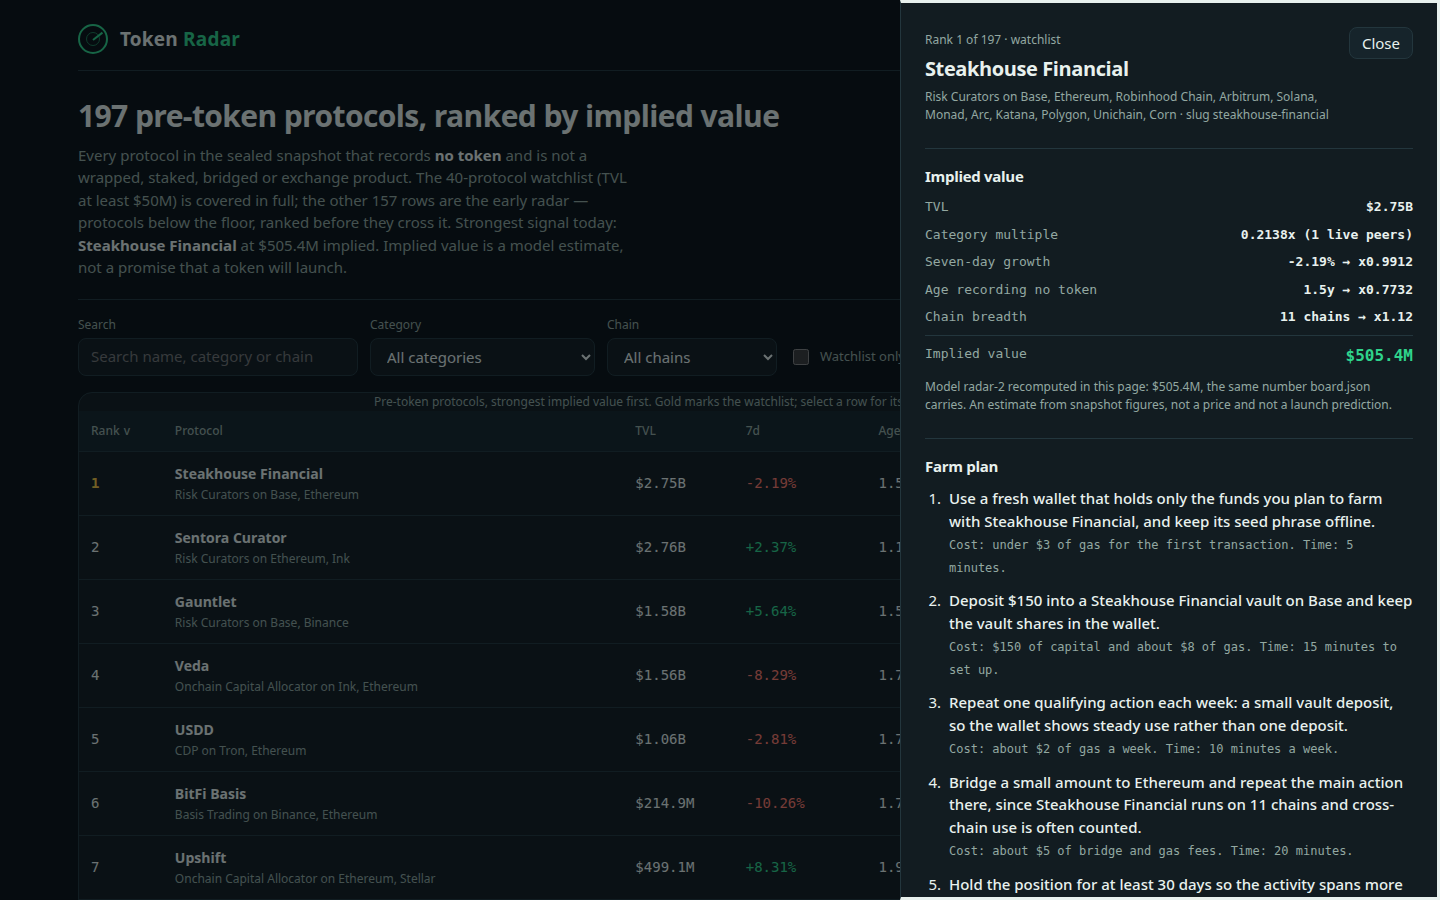 Token Radar
197 pre-token protocols, ranked by implied value
Every protocol in the sealed snapshot that records no token and is not a
wrapped, staked, bridged or exchange product. The 40-protocol watchlist (TVL
at least $50M) is covered in full; the other 157 rows are the early radar —
protocols below the floor, ranked before they cross it. Strongest signal today:
Steakhouse Financial at $505.4M implied. Implied value is a model estimate,
not a promise that a token will launch.
Search
Category
Chain
Search name, category or chain
All categories
All chains
Watchlist only
Pre-token protocols, strongest implied value first. Gold marks the watchlist; select a row for its
Rank v Protocol TVL 7d Age
1 Steakhouse Financial $2.75B -2.19% 1.5
Risk Curators on Base, Ethereum
2 Sentora Curator $2.76B +2.37% 1.1
Risk Curators on Ethereum, Ink
3 Gauntlet $1.58B +5.64% 1.5
Risk Curators on Base, Binance
4 Veda $1.56B -8.29% 1.7
Onchain Capital Allocator on Ink, Ethereum
5 USDD $1.06B -2.81% 1.7
CDP on Tron, Ethereum
6 BitFi Basis $214.9M -10.26% 1.7
Basis Trading on Binance, Ethereum
7 Upshift $499.1M +8.31% 1.9
Onchain Capital Allocator on Ethereum, Stellar
Rank 1 of 197 · watchlist
Close
Steakhouse Financial
Risk Curators on Base, Ethereum, Robinhood Chain, Arbitrum, Solana,
Monad, Arc, Katana, Polygon, Unichain, Corn · slug steakhouse-financial
Implied value
TVL $2.75B
Category multiple 0.2138x (1 live peers)
Seven-day growth -2.19% → x0.9912
Age recording no token 1.5y → x0.7732
Chain breadth 11 chains → x1.12
Implied value $505.4M
Model radar-2 recomputed in this page: $505.4M, the same number board.json
carries. An estimate from snapshot figures, not a price and not a launch prediction.
Farm plan
1. Use a fresh wallet that holds only the funds you plan to farm
with Steakhouse Financial, and keep its seed phrase offline.
Cost: under $3 of gas for the first transaction. Time: 5
minutes.
2. Deposit $150 into a Steakhouse Financial vault on Base and keep
the vault shares in the wallet.
Cost: $150 of capital and about $8 of gas. Time: 15 minutes to
set up.
3. Repeat one qualifying action each week: a small vault deposit,
so the wallet shows steady use rather than one deposit.
Cost: about $2 of gas a week. Time: 10 minutes a week.
4. Bridge a small amount to Ethereum and repeat the main action
there, since Steakhouse Financial runs on 11 chains and cross-
chain use is often counted.
Cost: about $5 of bridge and gas fees. Time: 20 minutes.
5. Hold the position for at least 30 days so the activity spans more